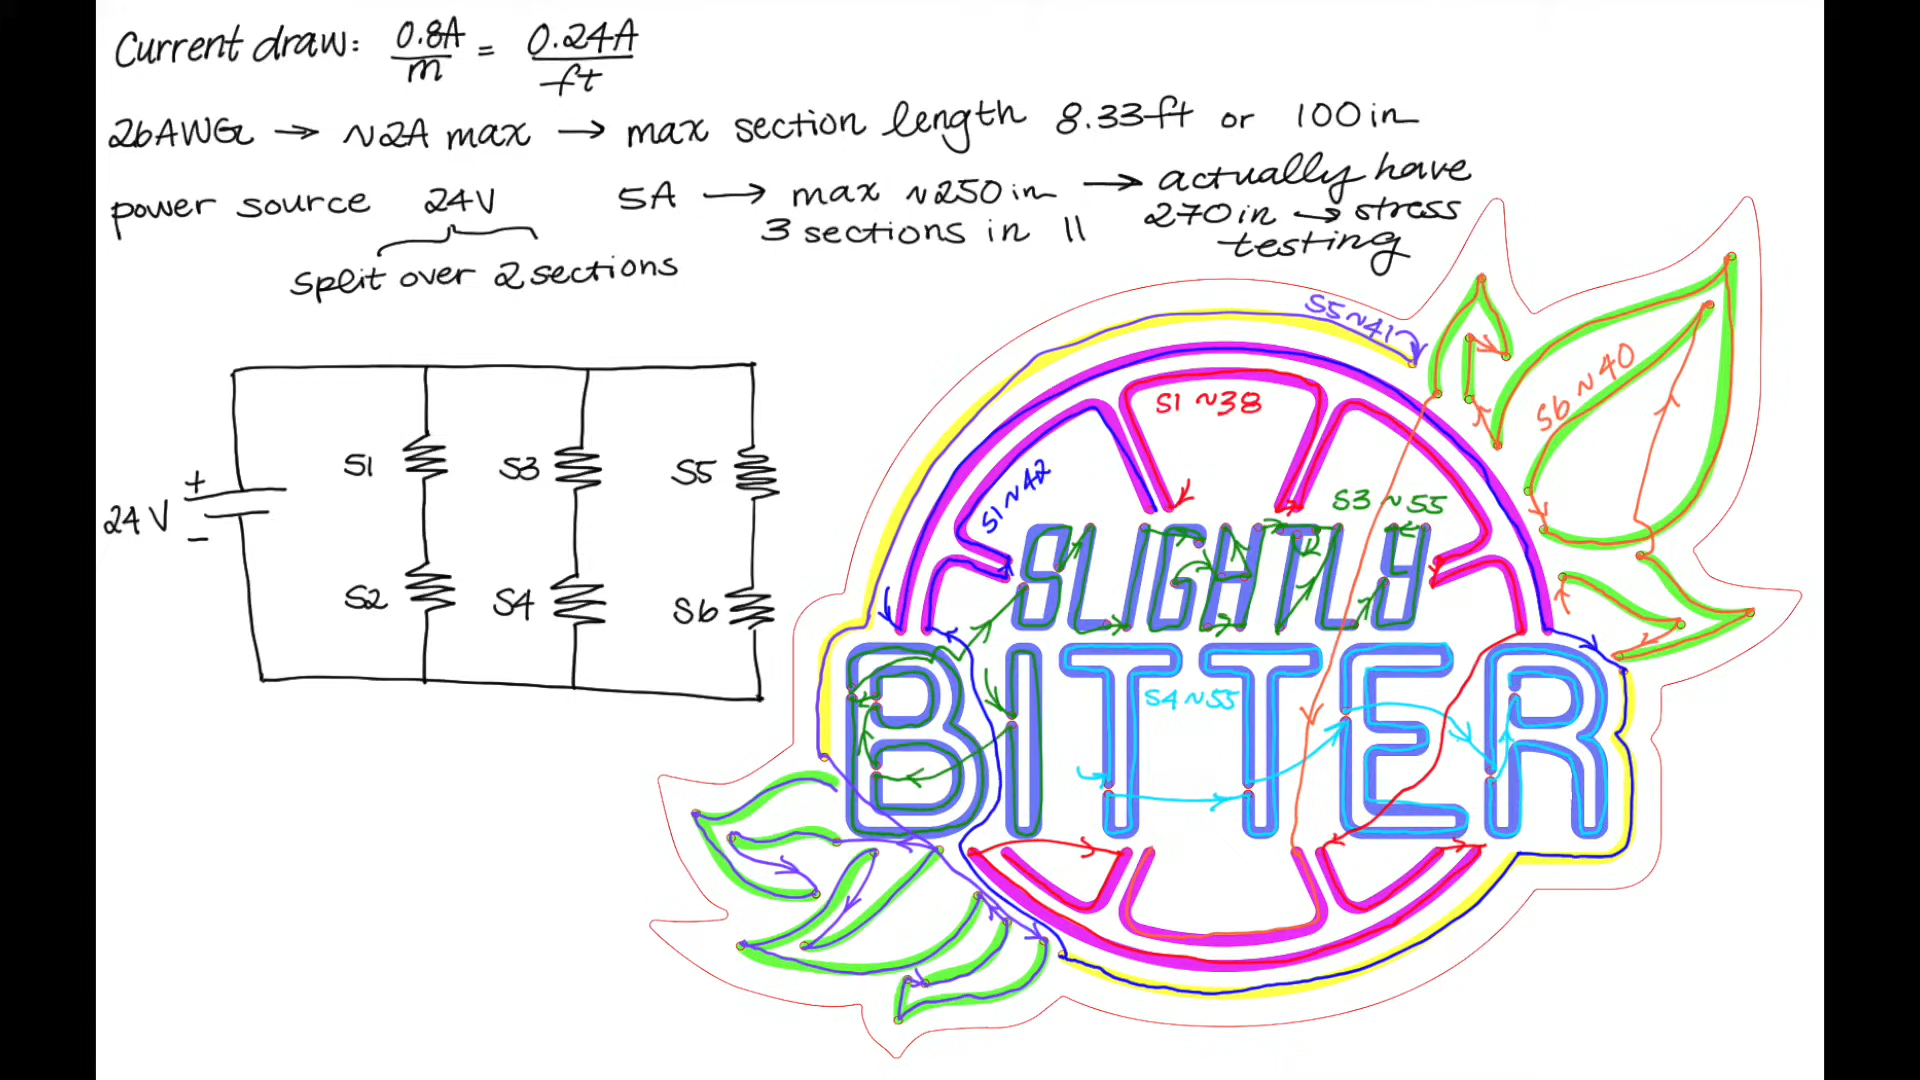 Current draw: 0.8A/m = 0.24A/ft
26AWG → ~2A max → max section length 8.33ft or 100in
power source 24V 5A → max ~250in → actually have
3 sections in || 270in → stress
testing
split over 2 sections
S5~41
S6~40
S1 ~38
S1~42
S3 ~55
24V + -
S1 S3 S5
S2 S4 S6
SLIGHTLY
BITTER
S4~55